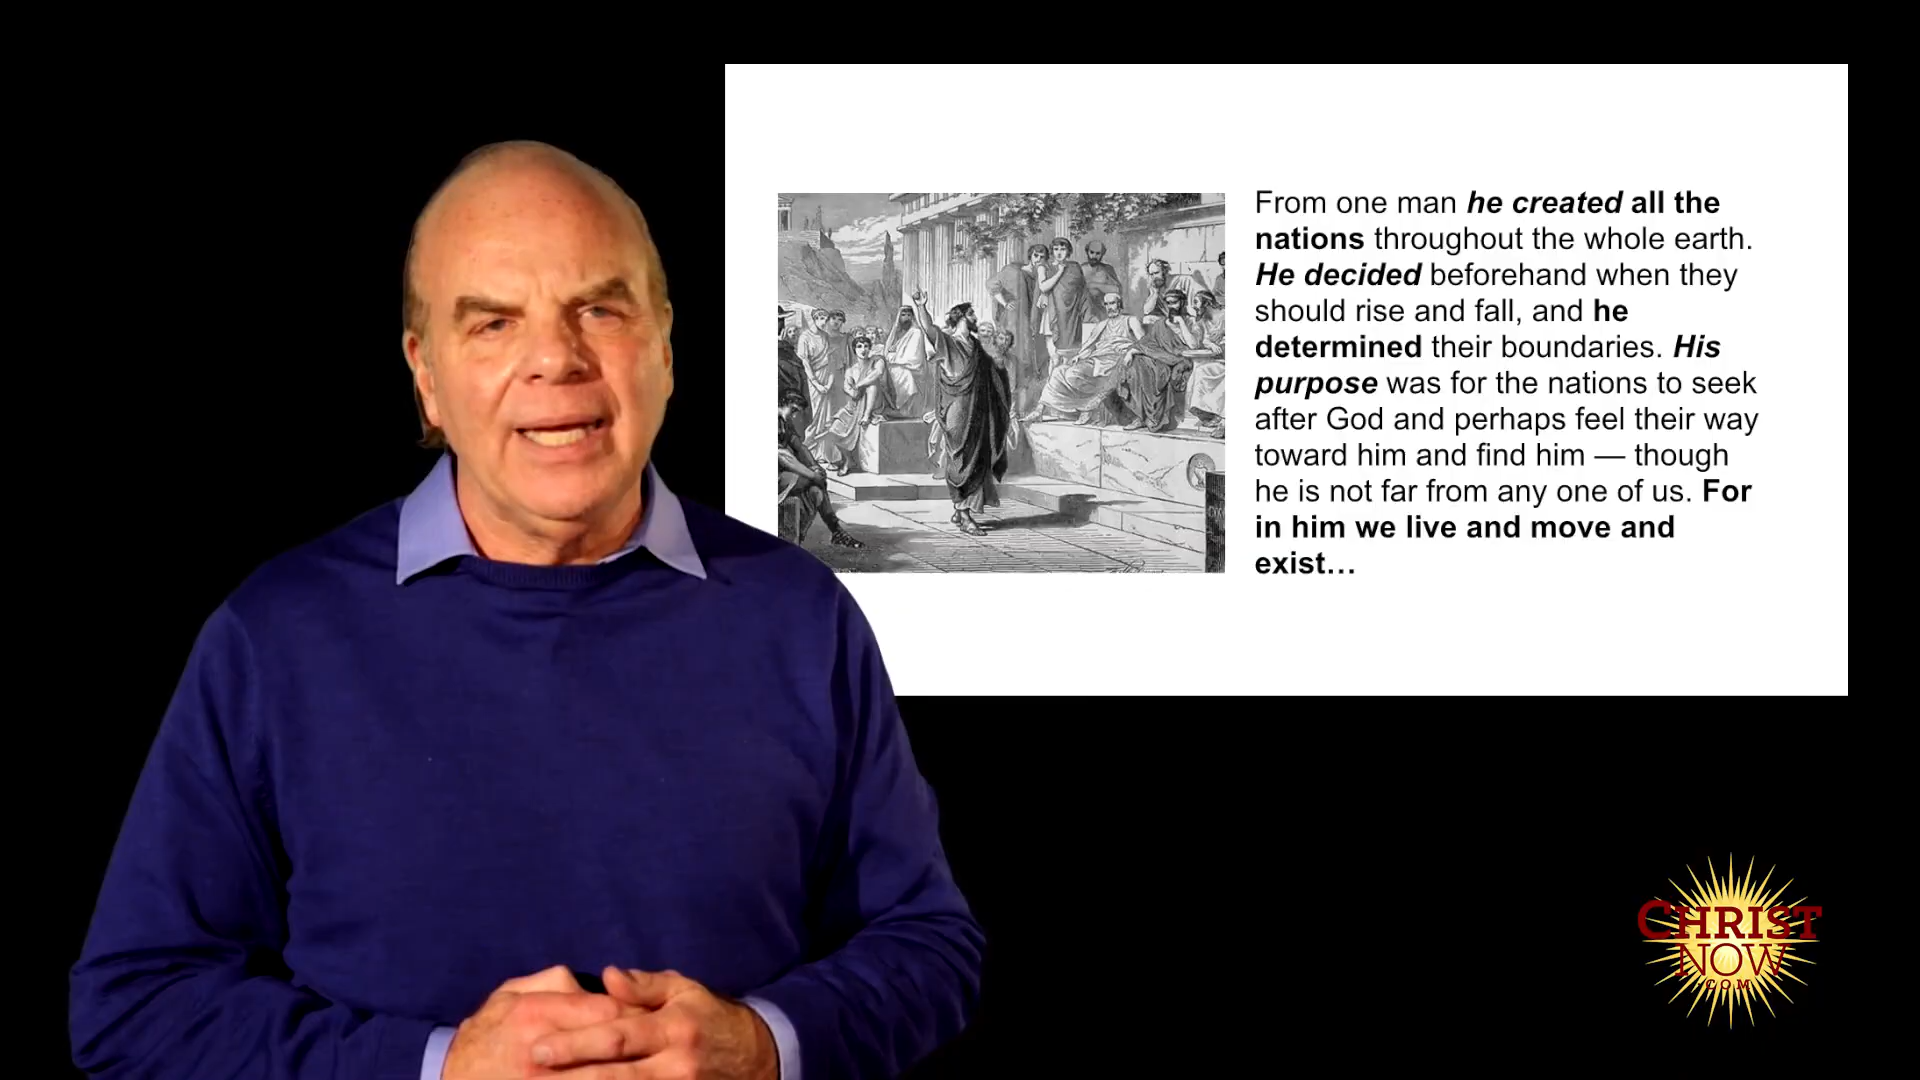 From one man he created all the
nations throughout the whole earth.
He decided beforehand when they
should rise and fall, and he
determined their boundaries. His
purpose was for the nations to seek
after God and perhaps feel their way
toward him and find him — though
he is not far from any one of us. For
in him we live and move and
exist…
CHRIST
NOW
.COM